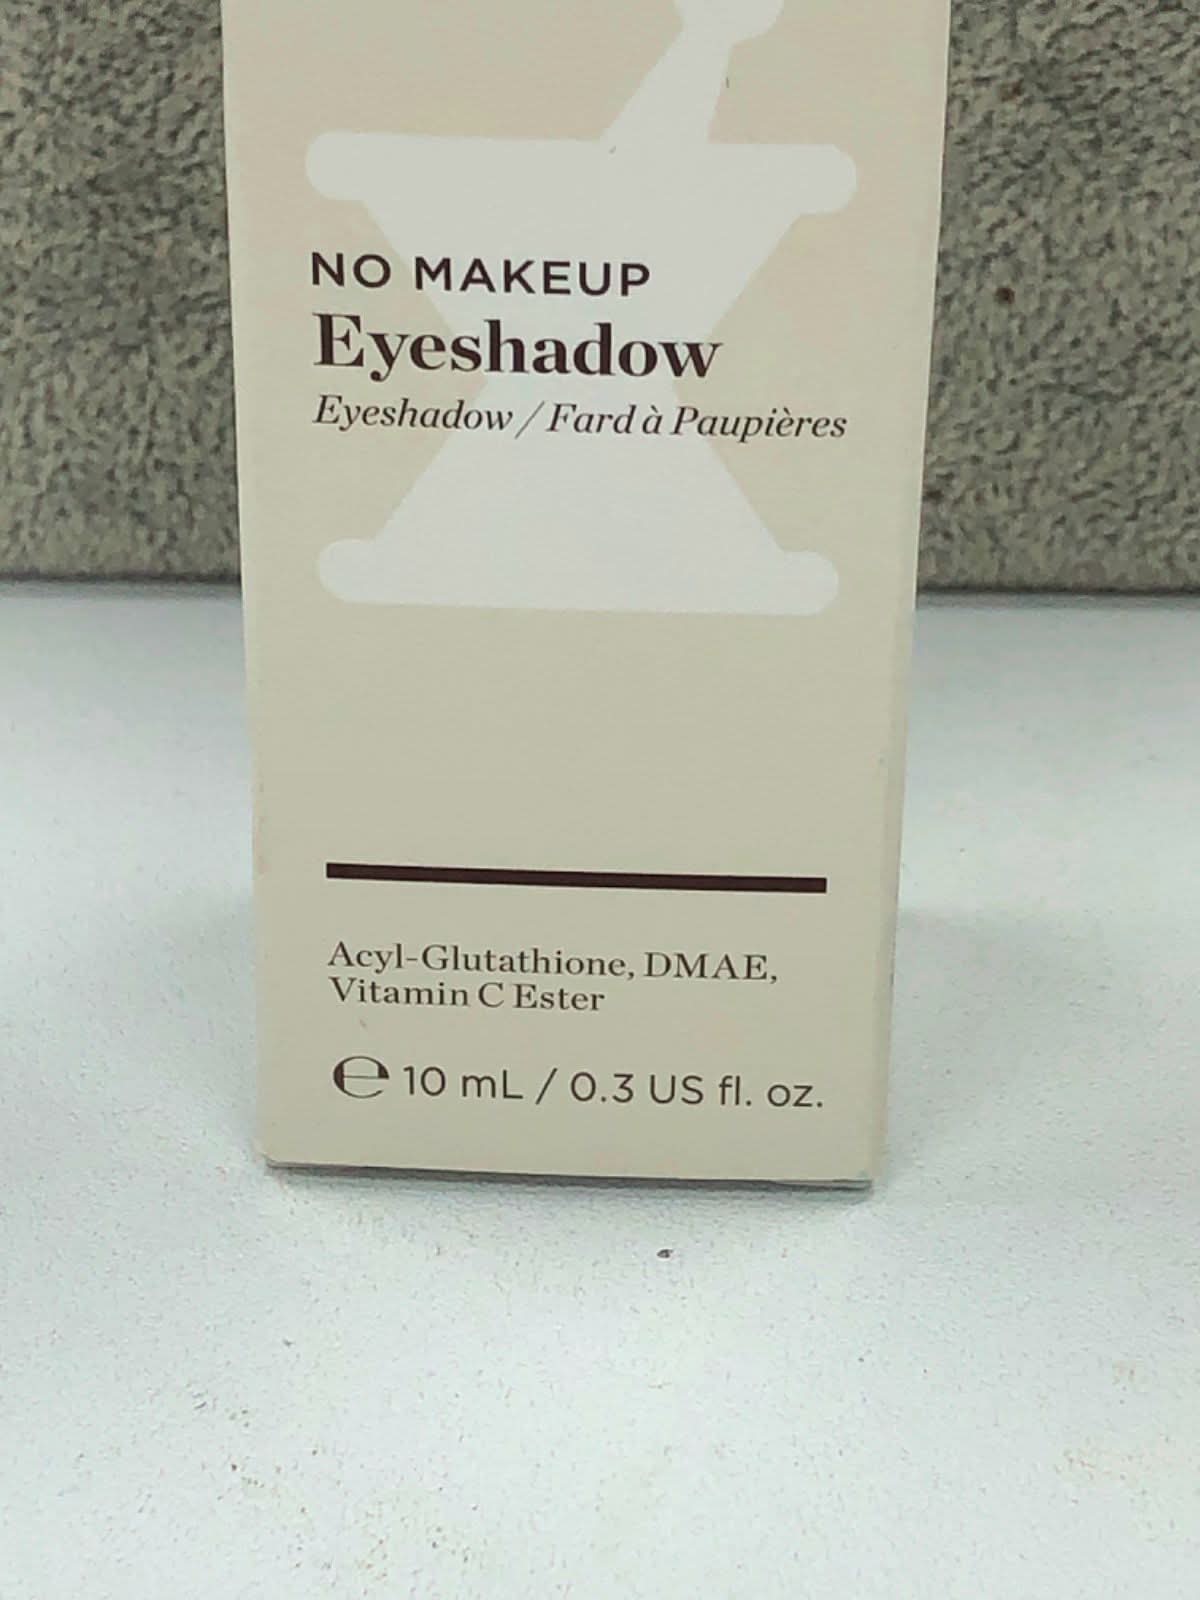 NO MAKEUP
Eyeshadow
Eyeshadow / Fard à Paupières
Acyl-Glutathione, DMAE,
Vitamin C Ester
℮ 10 mL / 0.3 US fl. oz.